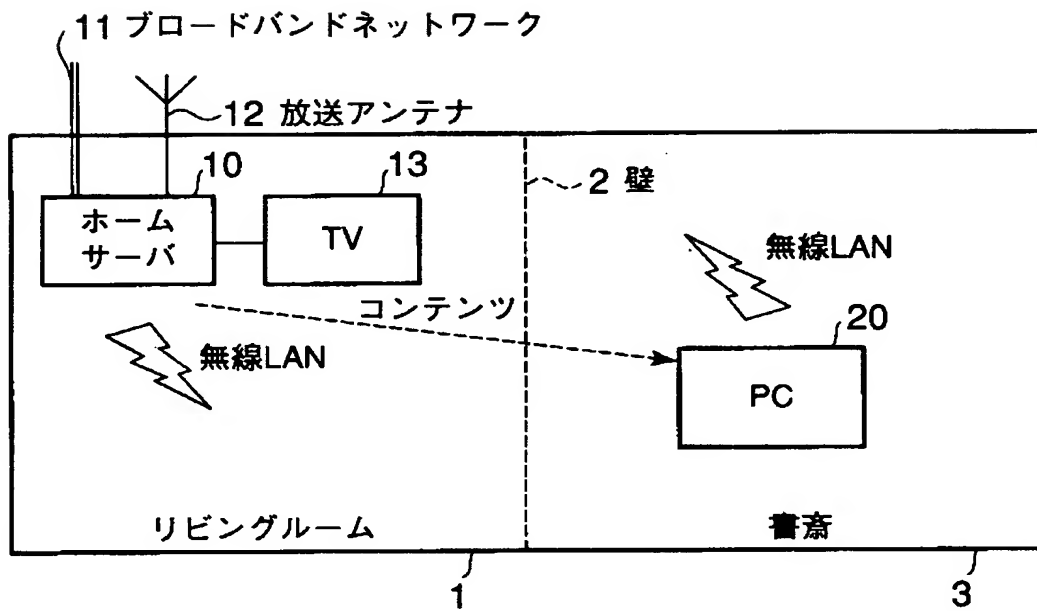 11 ブロードバンドネットワーク
12 放送アンテナ
10
13
2 壁
ホーム
サーバ
TV
無線LAN
コンテンツ
20
無線LAN
PC
リビングルーム
書斎
1
3